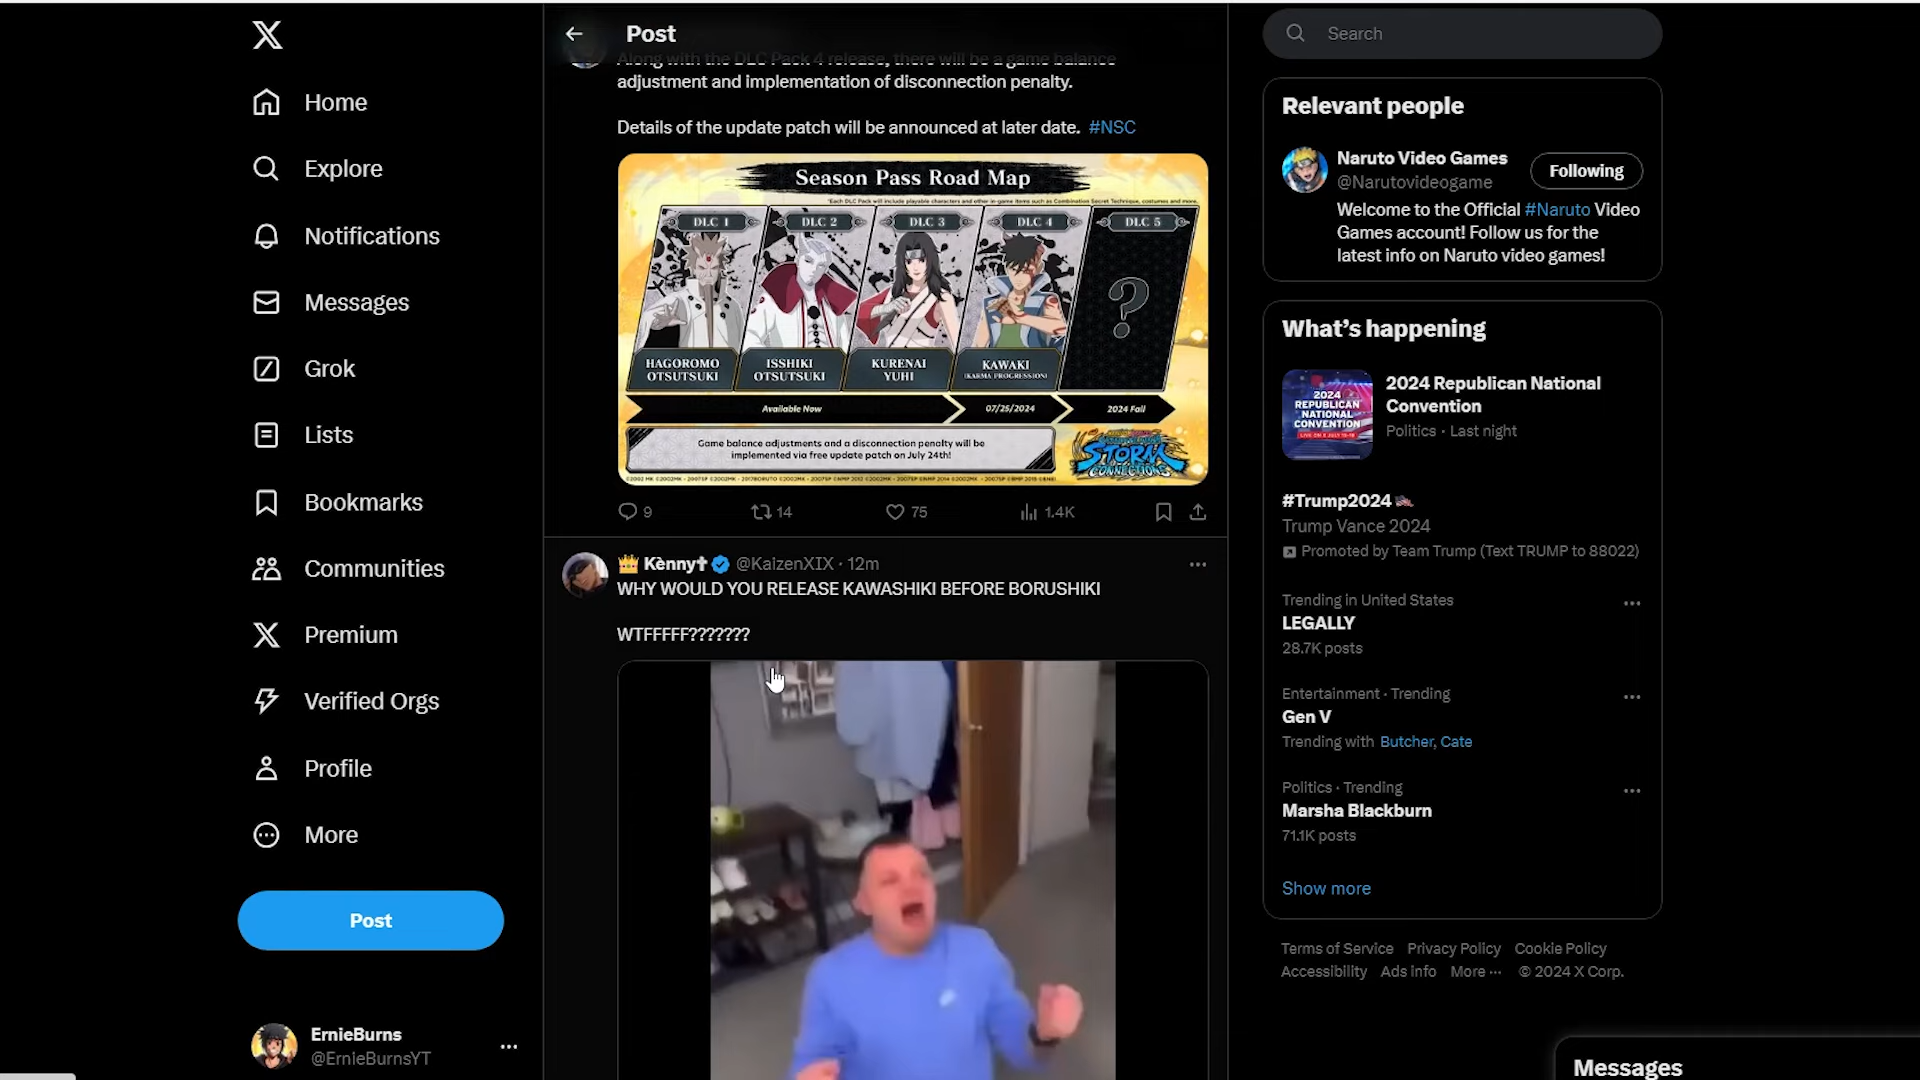 Home
Explore
Notifications
Messages
Grok
Lists
Bookmarks
Communities
Premium
Verified Orgs
Profile
More
Post
ErnieBurns
@ErnieBurnsYT
Post
Along with the DLC Pack 4 release, there will be a game balance
adjustment and implementation of disconnection penalty.
Details of the update patch will be announced at later date. #NSC
Season Pass Road Map
*Each DLC Pack will include playable characters and other in-game items such as Combination Secret Technique, costumes and more.
DLC 1
DLC 2
DLC 3
DLC 4
DLC 5
?
HAGOROMO
OTSUTSUKI
ISSHIKI
OTSUTSUKI
KURENAI
YUHI
KAWAKI
(KARMA PROGRESSION)
Available Now
07/25/2024
2024 Fall
Game balance adjustments and a disconnection penalty will be
implemented via free update patch on July 24th!
STORM
CONNECTIONS
9
14
75
1.4K
Kènny✝ @KaizenXIX · 12m
WHY WOULD YOU RELEASE KAWASHIKI BEFORE BORUSHIKI
WTFFFFF???????
Search
Relevant people
Naruto Video Games
@Narutovideogame
Following
Welcome to the Official #Naruto Video
Games account! Follow us for the
latest info on Naruto video games!
What's happening
2024
REPUBLICAN
NATIONAL
CONVENTION
2024 Republican National
Convention
Politics · Last night
#Trump2024
Trump Vance 2024
Promoted by Team Trump (Text TRUMP to 88022)
Trending in United States
LEGALLY
28.7K posts
Entertainment · Trending
Gen V
Trending with Butcher, Cate
Politics · Trending
Marsha Blackburn
71.1K posts
Show more
Terms of Service Privacy Policy Cookie Policy
Accessibility Ads info More ··· © 2024 X Corp.
Messages